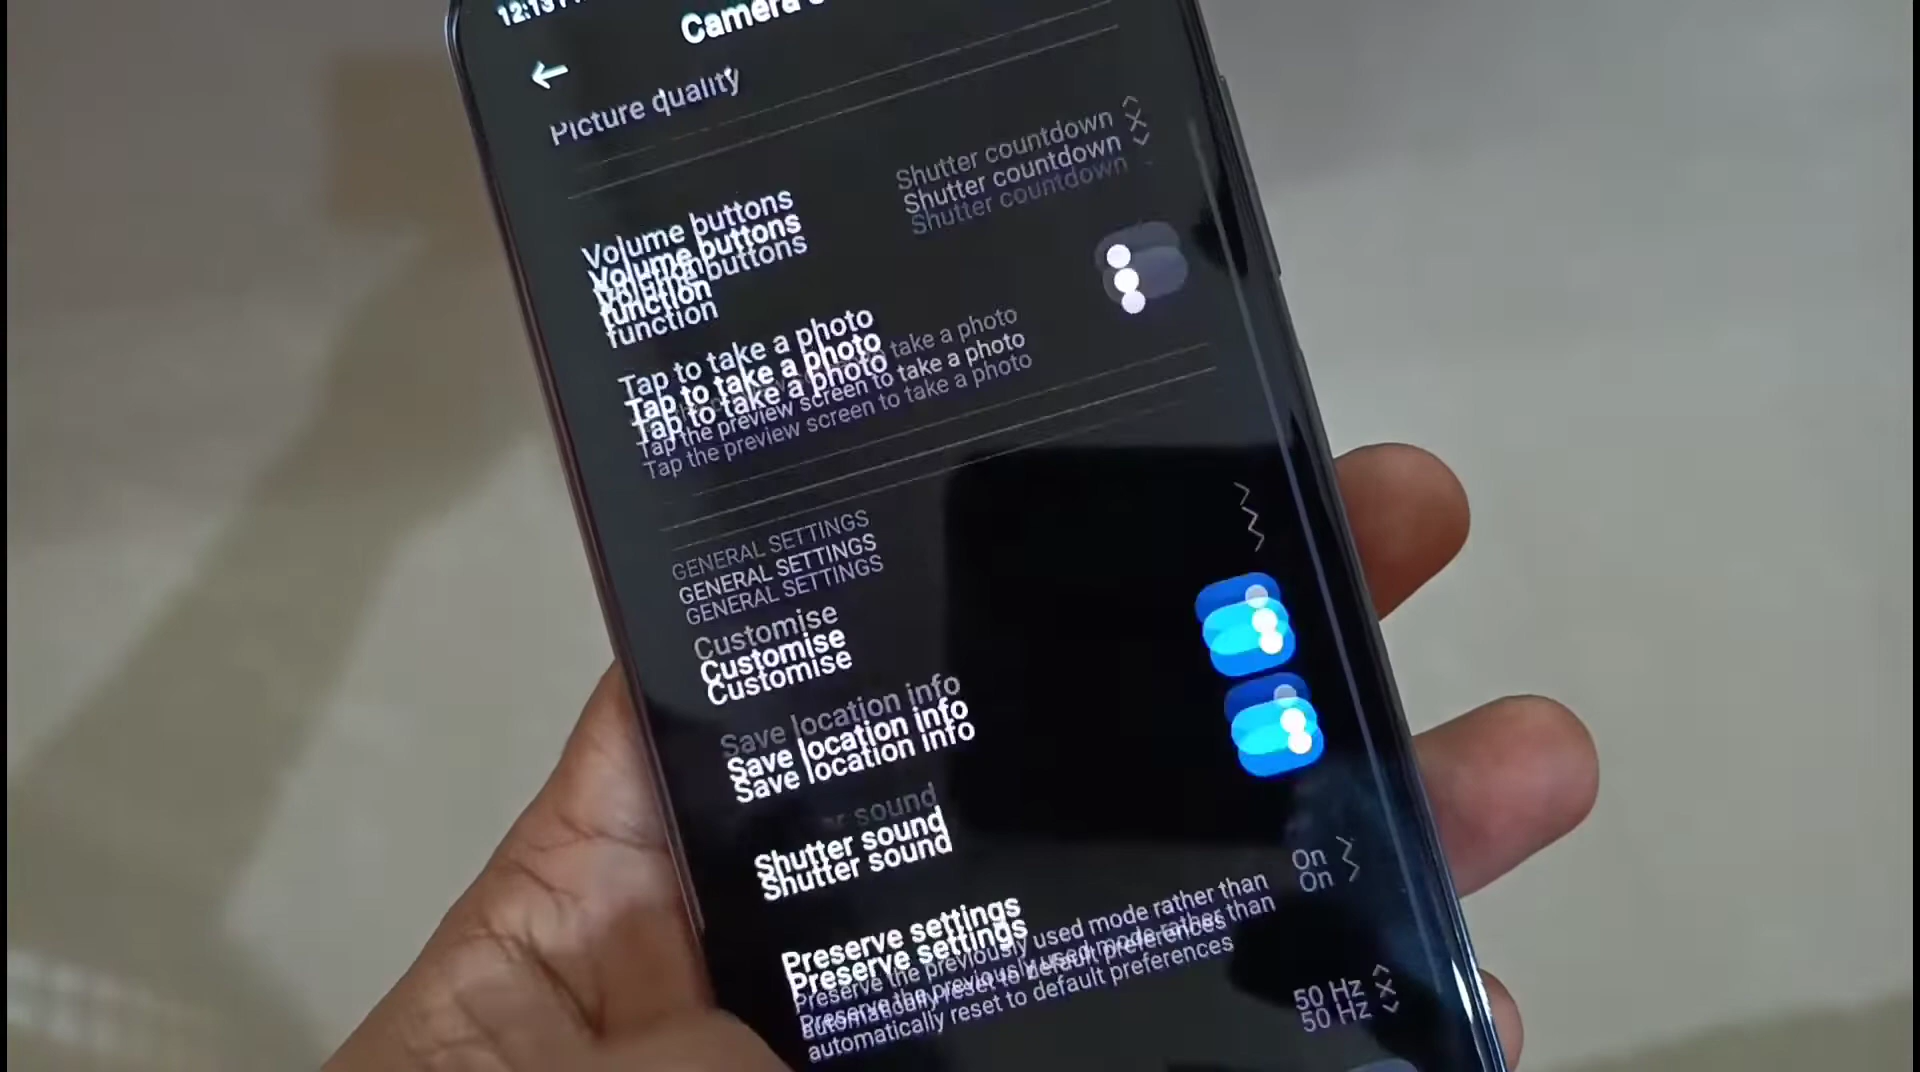 Camera
Picture quality
Volume buttons
function
Shutter countdown
Tap to take a photo
Tap the preview screen to take a photo
GENERAL SETTINGS
Customise
Save location info
Shutter sound
Preserve settings
Preserve the previously used mode rather than
automatically reset to default preferences
On
50 Hz